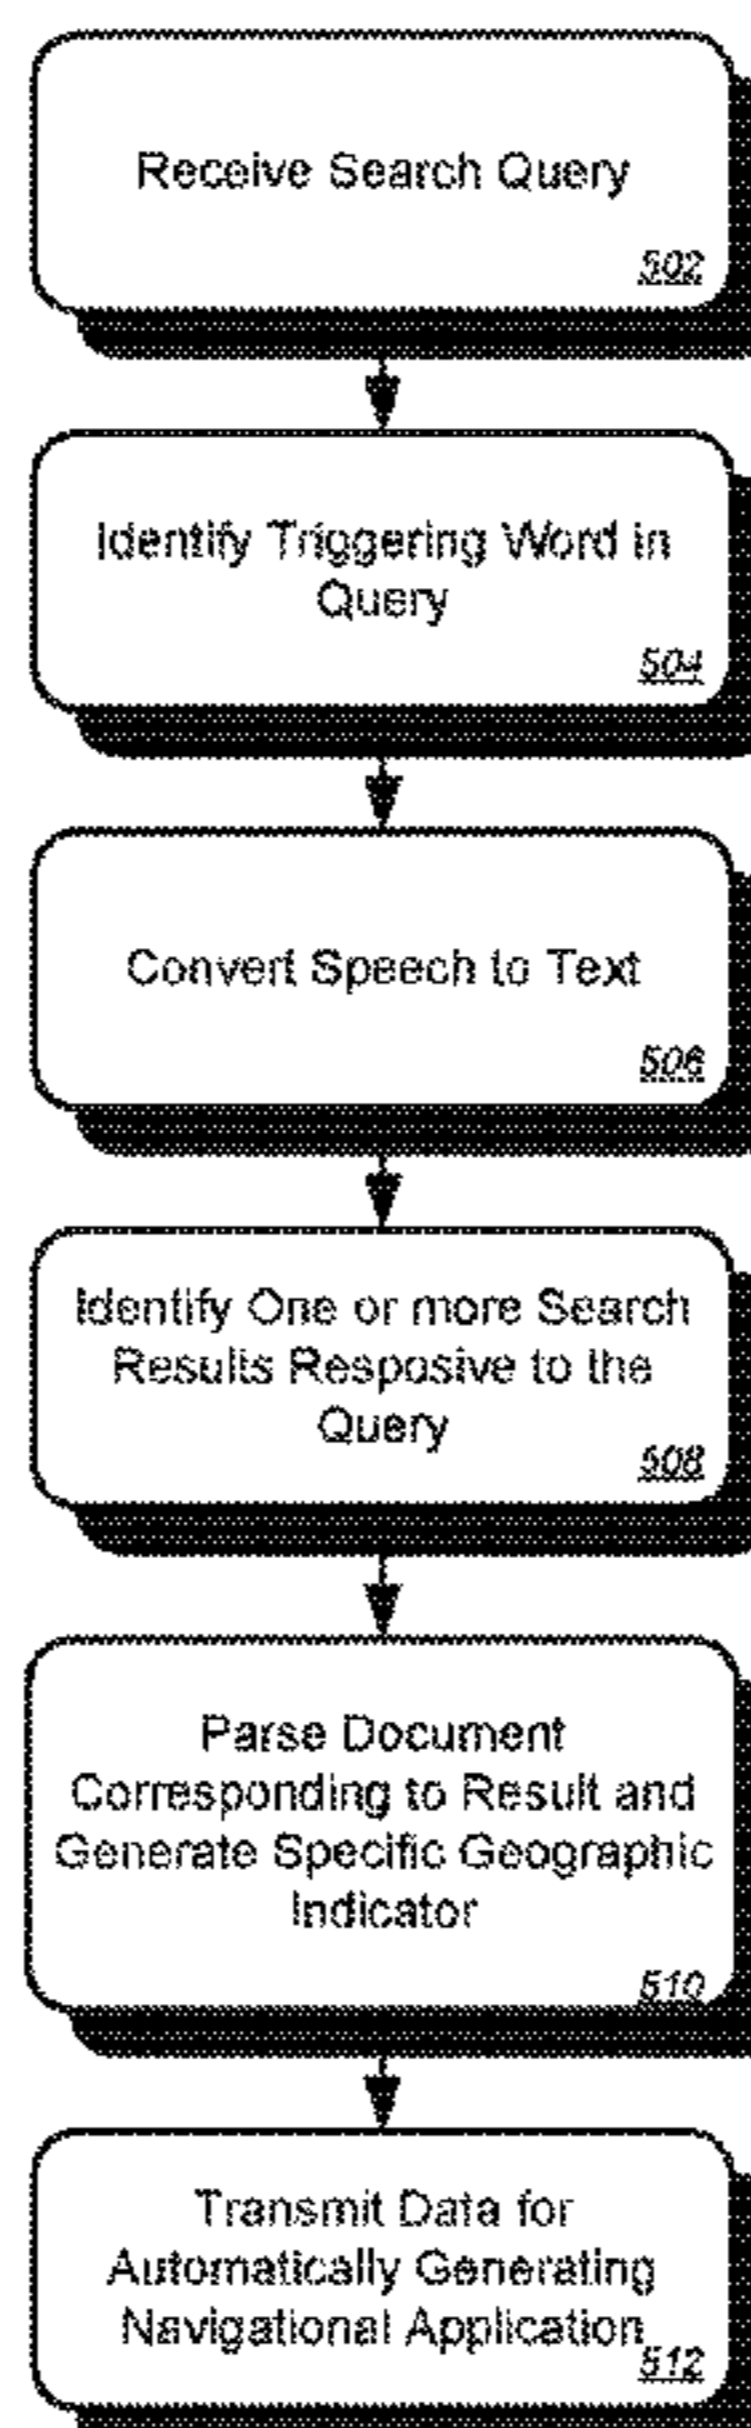 Receive Search Query
502
Identify Triggering Word in
Query
504
Convert Speech to Text
506
Identify One or more Search
Results Resposive to the
Query
508
Parse Document
Corresponding to Result and
Generate Specific Geographic
Indicator
510
Transmit Data for
Automatically Generating
Navigational Application
512